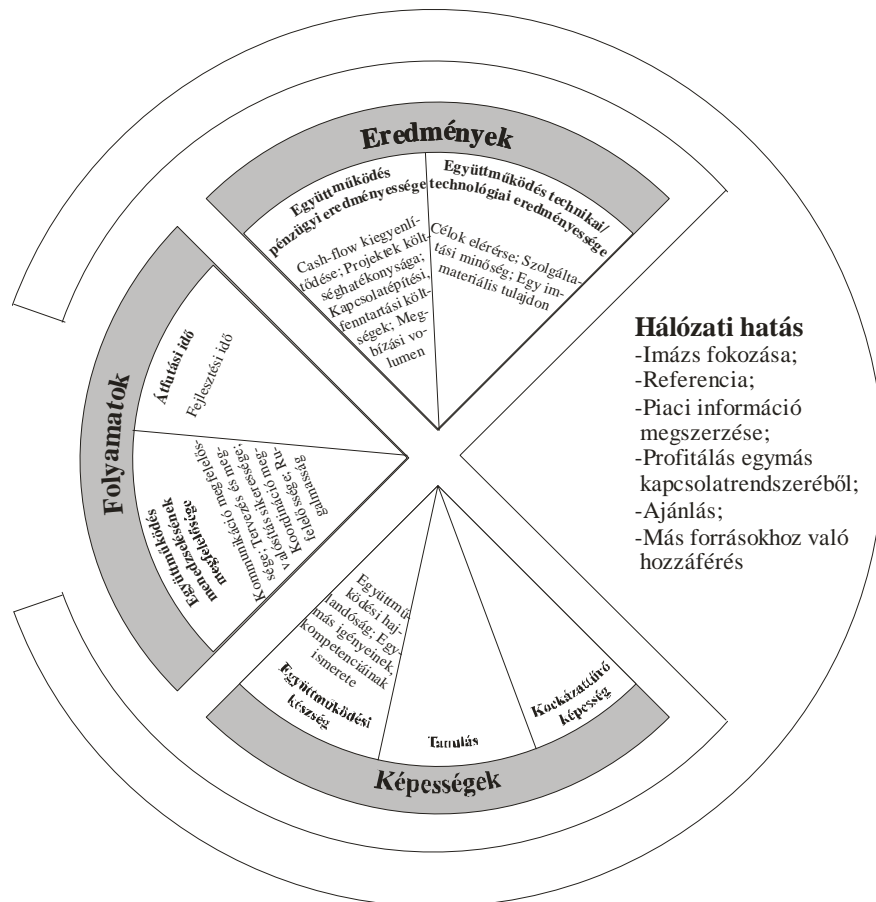 Eredmények
Együttműködés
pénzügyi eredményessége
Cash-flow kiegyenlí-
tődése; Projektek költ-
séghatékonysága;
Kapcsolatépítési,
fenntartási költ-
ségek; Meg-
bízási vo-
lumen
Együttműködés technikai/
technológiai eredményessége
Célok elérérse; Szolgálta-
tási minőség; Egy im-
materiális tulajdon
Folyamatok
Átfutási idő
Fejlesztési idő
Együttműködés
menedzselésének
megfelelősége
Kommunikáció megfelelős-
sége; Tervezés és meg-
valósítás sikeressége;
Koordináció meg-
felelőssége; Ru-
galmasság
Képességek
Együttműködési
készség
Együttmű-
ködési haj-
landóság; Egy-
más igényeinek,
kompetenciáinak
ismerete
Tanulás
Kockázattűrő
képesség
Hálózati hatás
-Imázs fokozása;
-Referencia;
-Piaci információ
megszerzése;
-Profitálás egymás
kapcsolatrendszeréből;
-Ajánlás;
-Más forrásokhoz való
hozzáférés